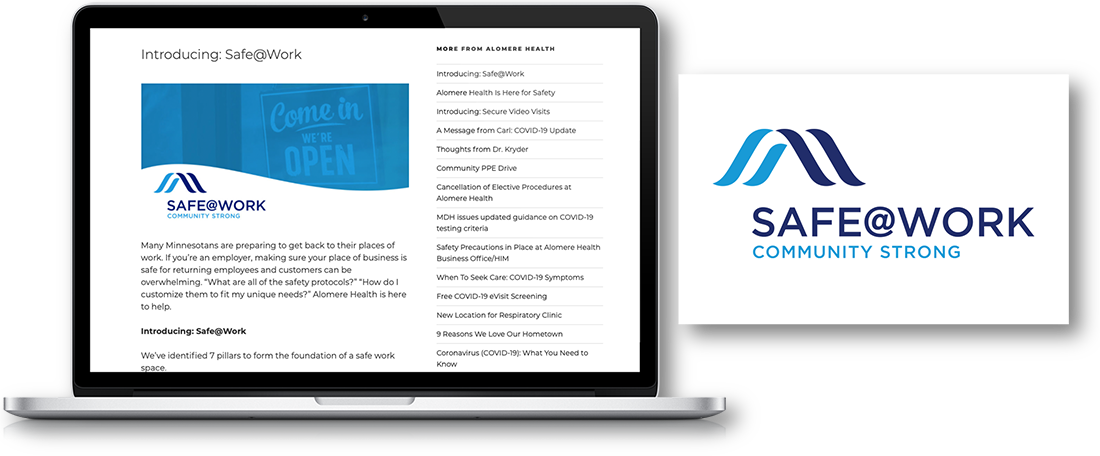 Introducing: Safe@Work
Come in
WE'RE
OPEN
SAFE@WORK
COMMUNITY STRONG
Many Minnesotans are preparing to get back to their places of
work. If you're an employer, making sure your place of business is
safe for returning employees and customers can be
overwhelming. “What are all of the safety protocols?” “How do I
customize them to fit my unique needs?” Alomere Health is here
to help.
Introducing: Safe@Work
We've identified 7 pillars to form the foundation of a safe work
space.
MORE FROM ALOMERE HEALTH
Introducing: Safe@Work
Alomere Health Is Here for Safety
Introducing: Secure Video Visits
A Message from Carl: COVID-19 Update
Thoughts from Dr. Kryder
Community PPE Drive
Cancellation of Elective Procedures at
Alomere Health
MDH issues updated guidance on COVID-19
testing criteria
Safety Precautions in Place at Alomere Health
Business Office/HIM
When To Seek Care: COVID-19 Symptoms
Free COVID-19 eVisit Screening
New Location for Respiratory Clinic
9 Reasons We Love Our Hometown
Coronavirus (COVID-19): What You Need to
Know
SAFE@WORK
COMMUNITY STRONG